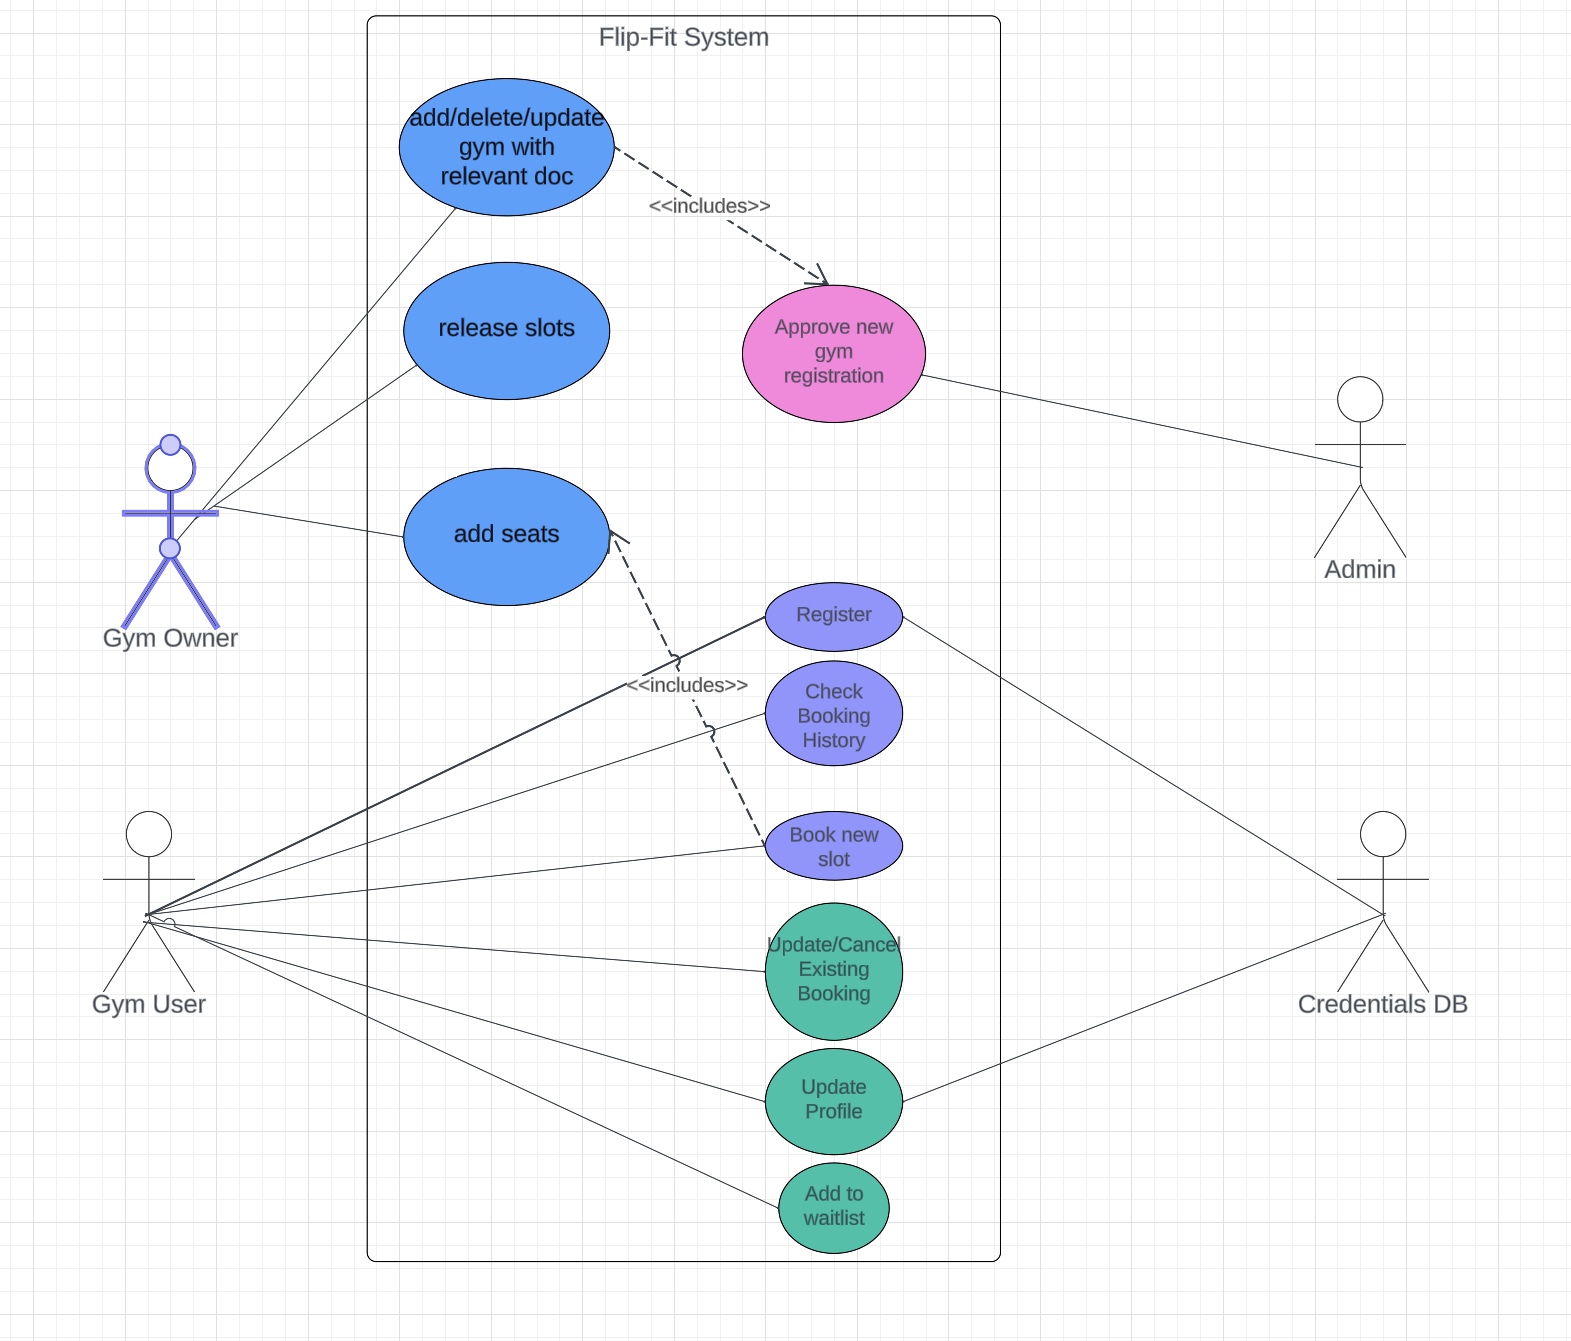 Flip-Fit System
add/delete/update
gym with
relevant doc
<<includes>>
release slots
Approve new
gym
registration
add seats
Admin
Gym Owner
Register
<<includes>>
Check
Booking
History
Book new
slot
Update/Cancel
Existing
Booking
Gym User
Credentials DB
Update
Profile
Add to
waitlist